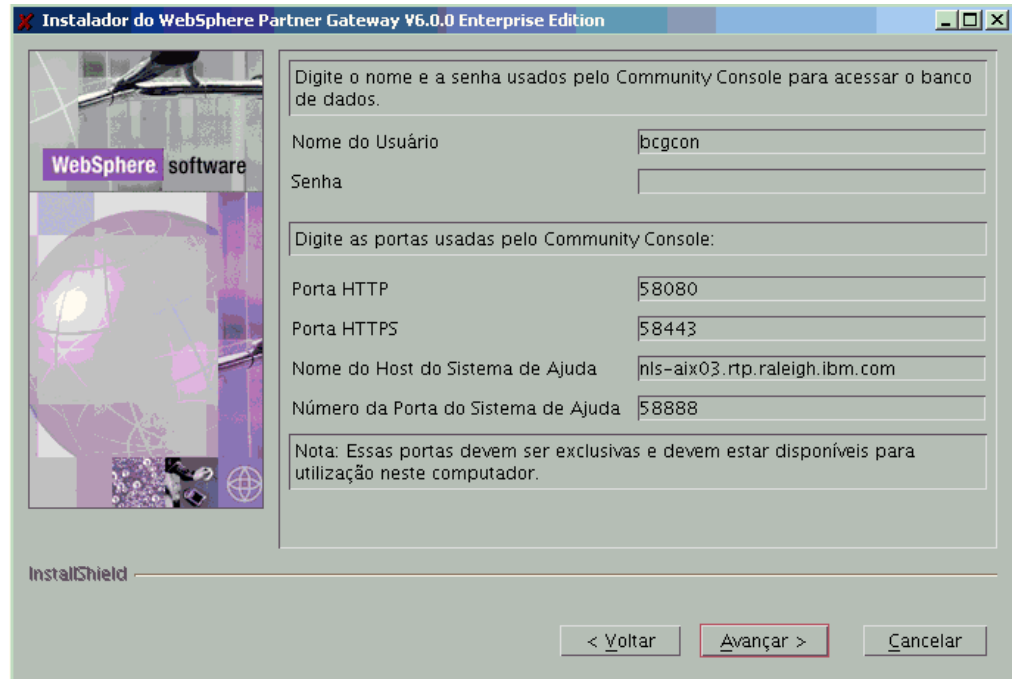 Instalador do WebSphere Partner Gateway V6.0.0 Enterprise Edition
WebSphere software
Digite o nome e a senha usados pelo Community Console para acessar o banco
de dados.
Nome do Usuário bcgcon
Senha
Digite as portas usadas pelo Community Console:
Porta HTTP 58080
Porta HTTPS 58443
Nome do Host do Sistema de Ajuda nls-aix03.rtp.raleigh.ibm.com
Número da Porta do Sistema de Ajuda 58888
Nota: Essas portas devem ser exclusivas e devem estar disponíveis para
utilização neste computador.
InstallShield
< Voltar Avançar > Cancelar